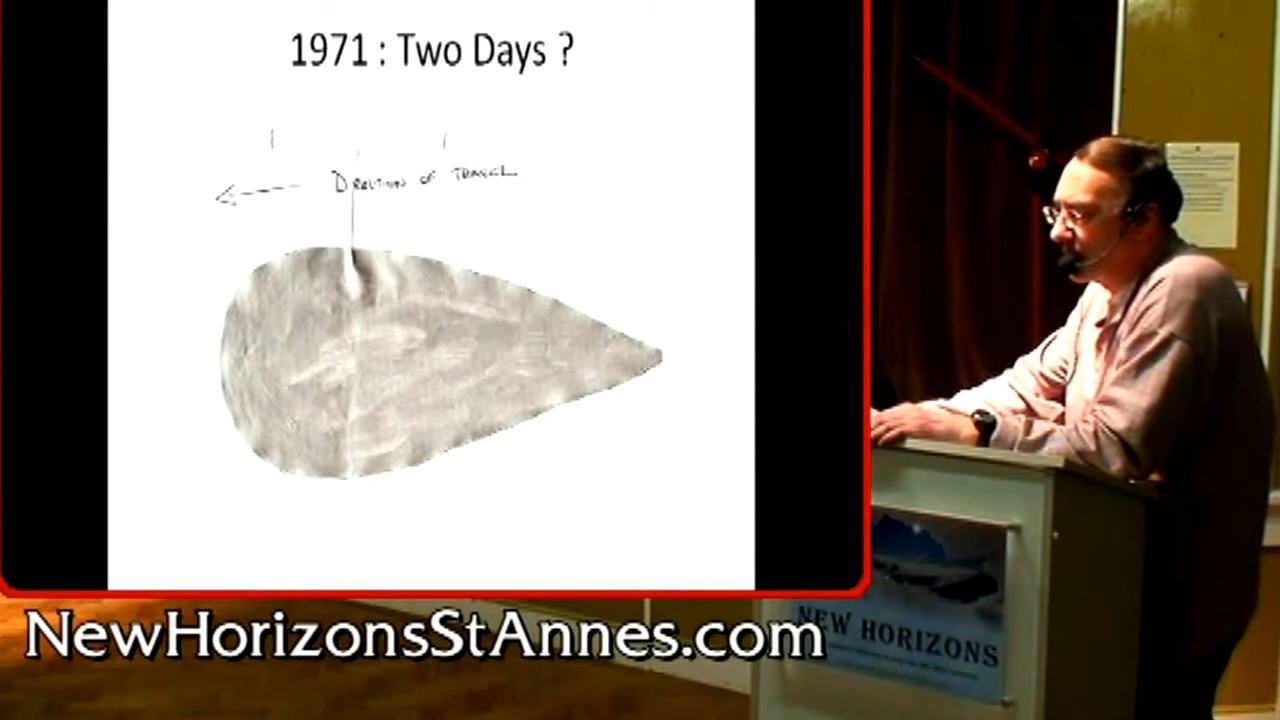 1971 : Two Days ?
DIRECTION OF TRAVEL
NewHorizonsStAnnes.com
NEW HORIZONS